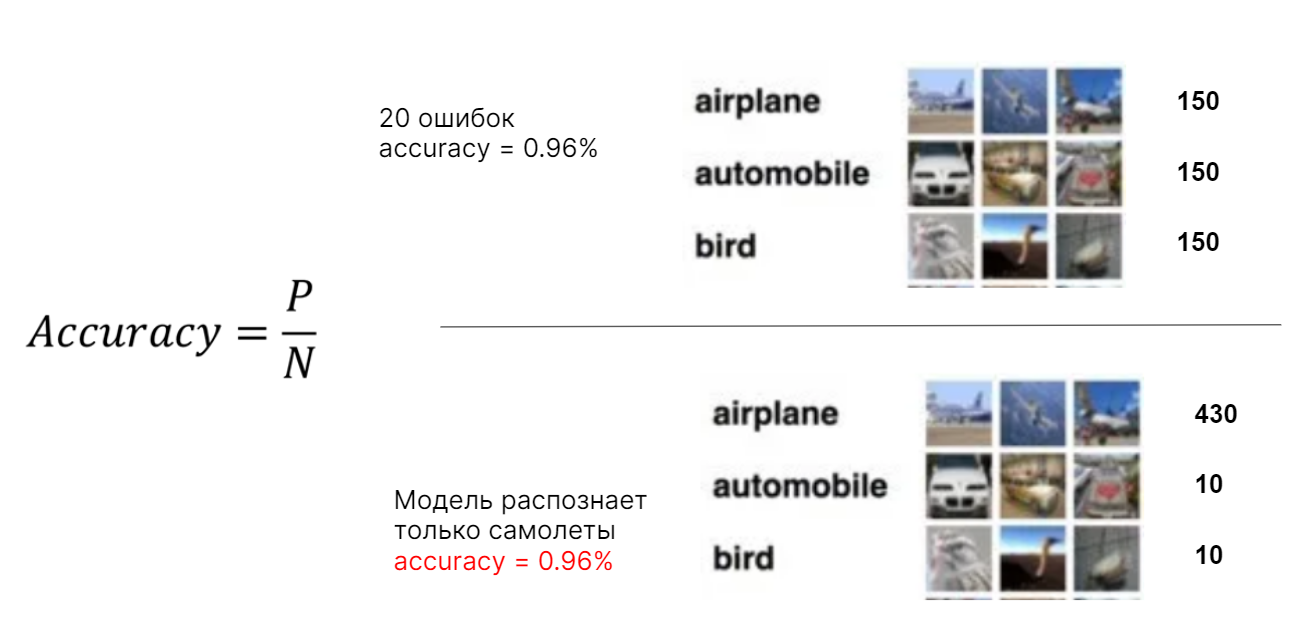 20 ошибок
accuracy = 0.96%
airplane 150
automobile 150
bird 150
Accuracy = P/N
Модель распознает
только самолеты
accuracy = 0.96%
airplane 430
automobile 10
bird 10